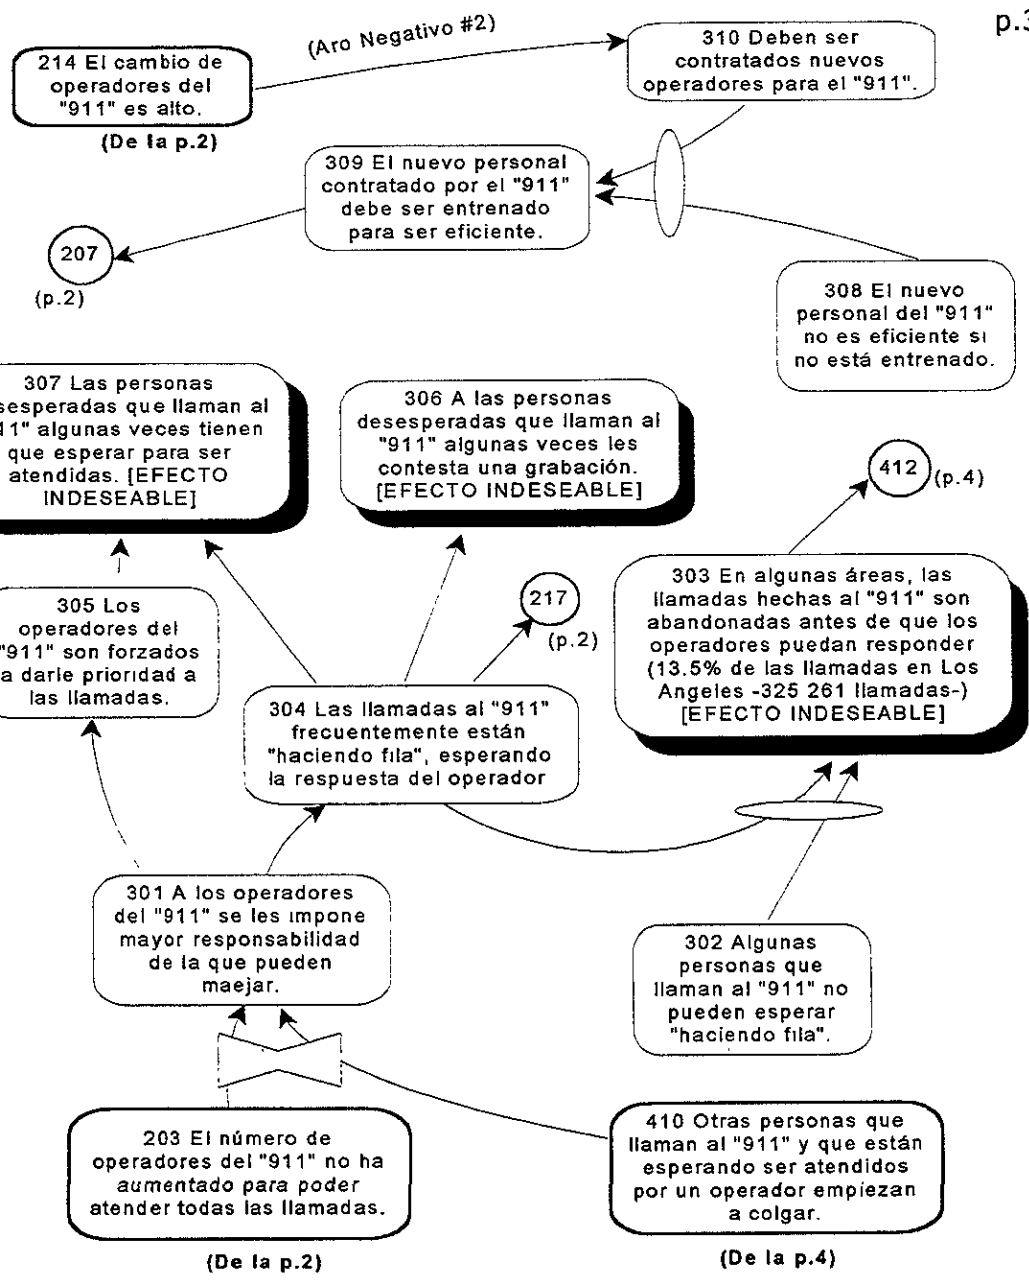 p.3
(Aro Negativo #2)
214 El cambio de
operadores del
"911" es alto.
(De la p.2)
310 Deben ser
contratados nuevos
operadores para el "911".
309 El nuevo personal
contratado por el "911"
debe ser entrenado
para ser eficiente.
207
(p.2)
308 El nuevo
personal del "911"
no es eficiente si
no está entrenado.
307 Las personas
sesperadas que llaman al
11" algunas veces tienen
que esperar para ser
atendidas. [EFECTO
INDESEABLE]
306 A las personas
desesperadas que llaman al
"911" algunas veces les
contesta una grabación.
[EFECTO INDESEABLE]
412
(p.4)
305 Los
operadores del
"911" son forzados
a darle prioridad a
las llamadas.
217
(p.2)
303 En algunas áreas, las
llamadas hechas al "911" son
abandonadas antes de que los
operadores puedan responder
(13.5% de las llamadas en Los
Angeles -325 261 llamadas-)
[EFECTO INDESEABLE]
304 Las llamadas al "911"
frecuentemente están
"haciendo fila", esperando
la respuesta del operador
301 A los operadores
del "911" se les impone
mayor responsabilidad
de la que pueden
maejar.
302 Algunas
personas que
llaman al "911" no
pueden esperar
"haciendo fila".
203 El número de
operadores del "911" no ha
aumentado para poder
atender todas las llamadas.
(De la p.2)
410 Otras personas que
llaman al "911" y que están
esperando ser atendidos
por un operador empiezan
a colgar.
(De la p.4)